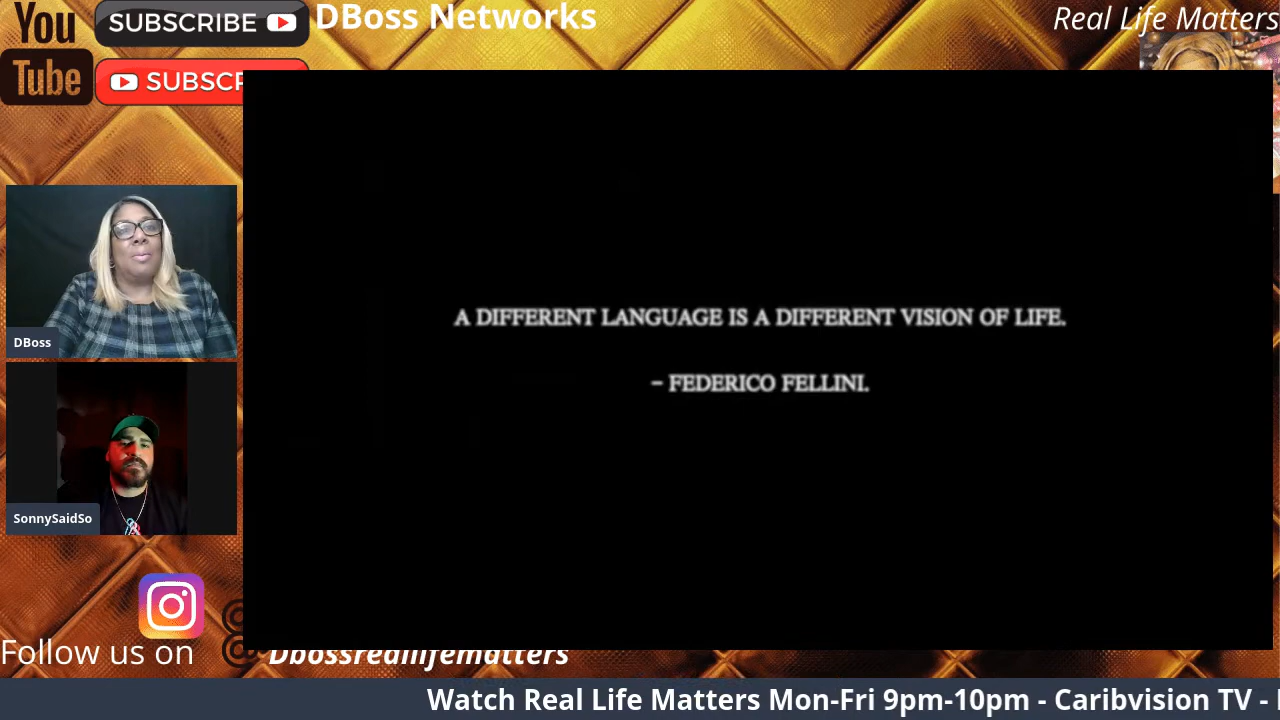 You
Tube
SUBSCRIBE
SUBSCR
DBoss Networks
Real Life Matters
DBoss
SonnySaidSo
A DIFFERENT LANGUAGE IS A DIFFERENT VISION OF LIFE.
– FEDERICO FELLINI.
Follow us on
Dbossreallifematters
Watch Real Life Matters Mon-Fri 9pm-10pm - Caribvision TV -